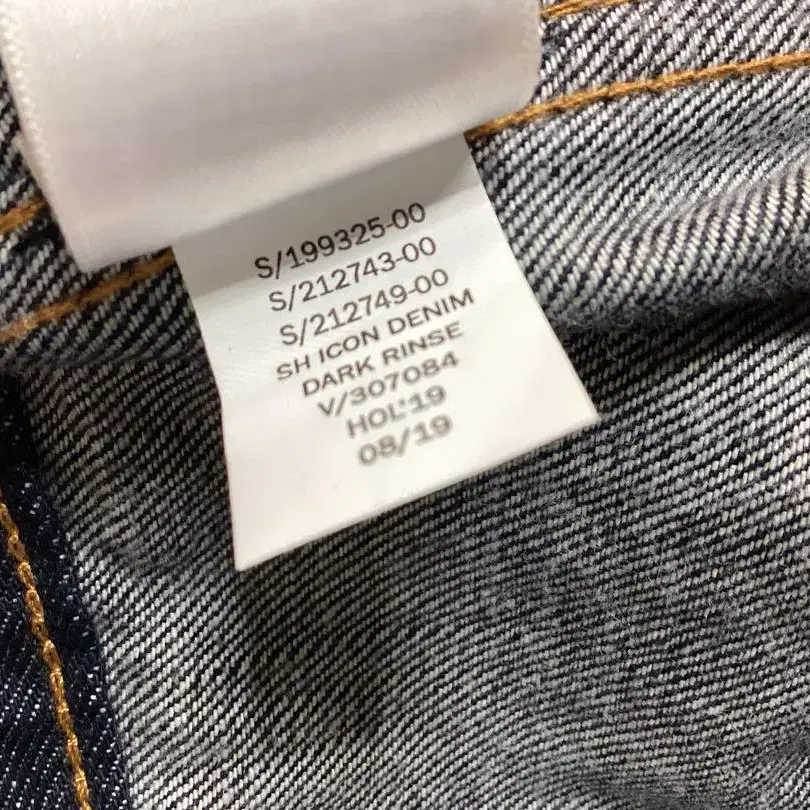 S/199325-00
S/212743-00
S/212749-00
SH ICON DENIM
DARK RINSE
V/307084
HOL'19
08/19